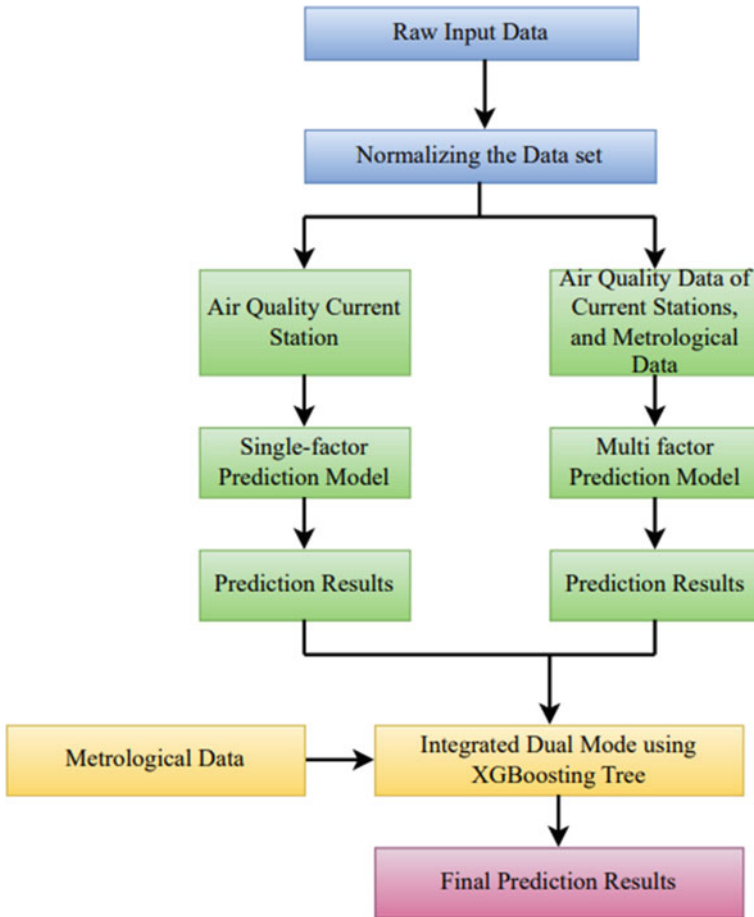 Raw Input Data
Normalizing the Data set
Air Quality Current
Station
Air Quality Data of
Current Stations,
and Metrological
Data
Single-factor
Prediction Model
Multi factor
Prediction Model
Prediction Results
Prediction Results
Metrological Data
Integrated Dual Mode using
XGBoosting Tree
Final Prediction Results